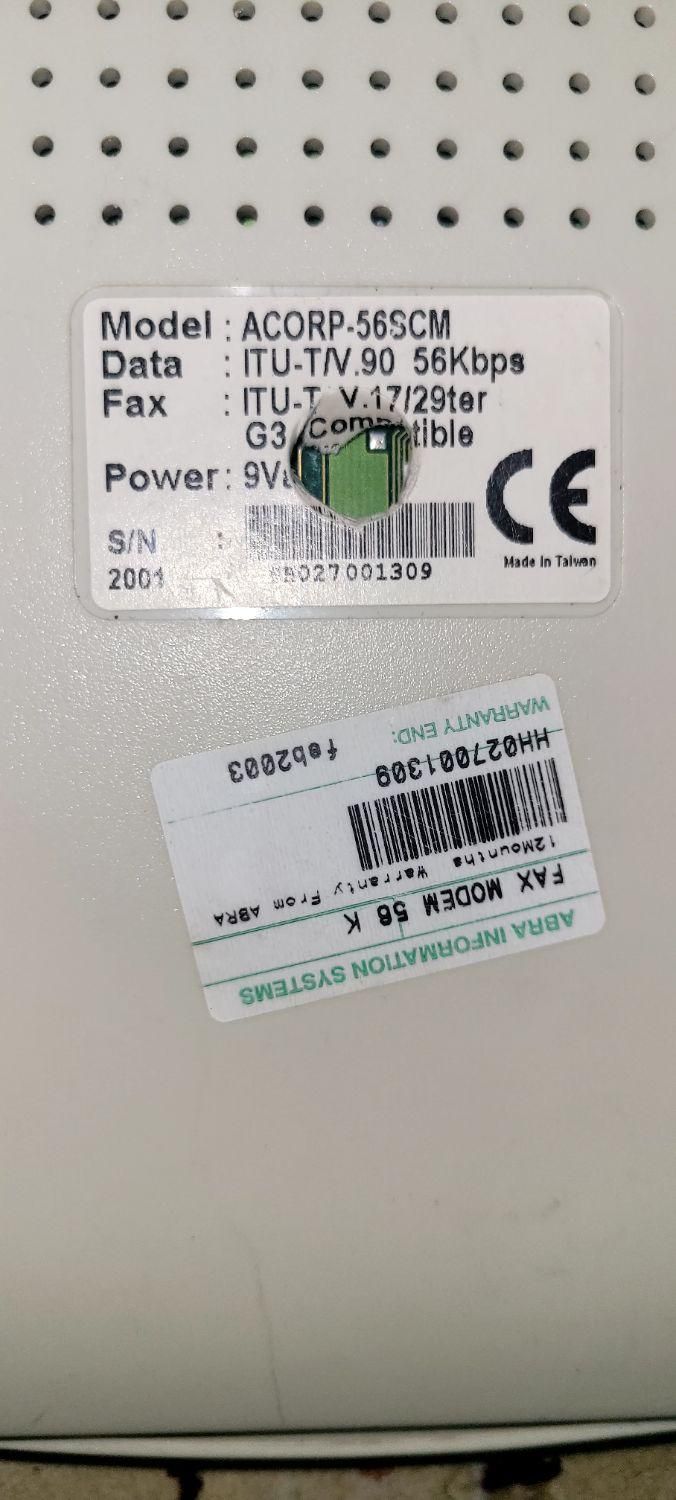 Model : ACORP-56SCM
Data : ITU-T/V.90 56Kbps
Fax : ITU-T V.17/29ter
G3 Compatible
Power : 9V
S/N :
2001 027001309
CE
Made In Taiwan
ABRA INFORMATION SYSTEMS
FAX MODEM 56 K
12Mounths Warranty From ABRA
HH027001309
WARRANTY END: feb2003